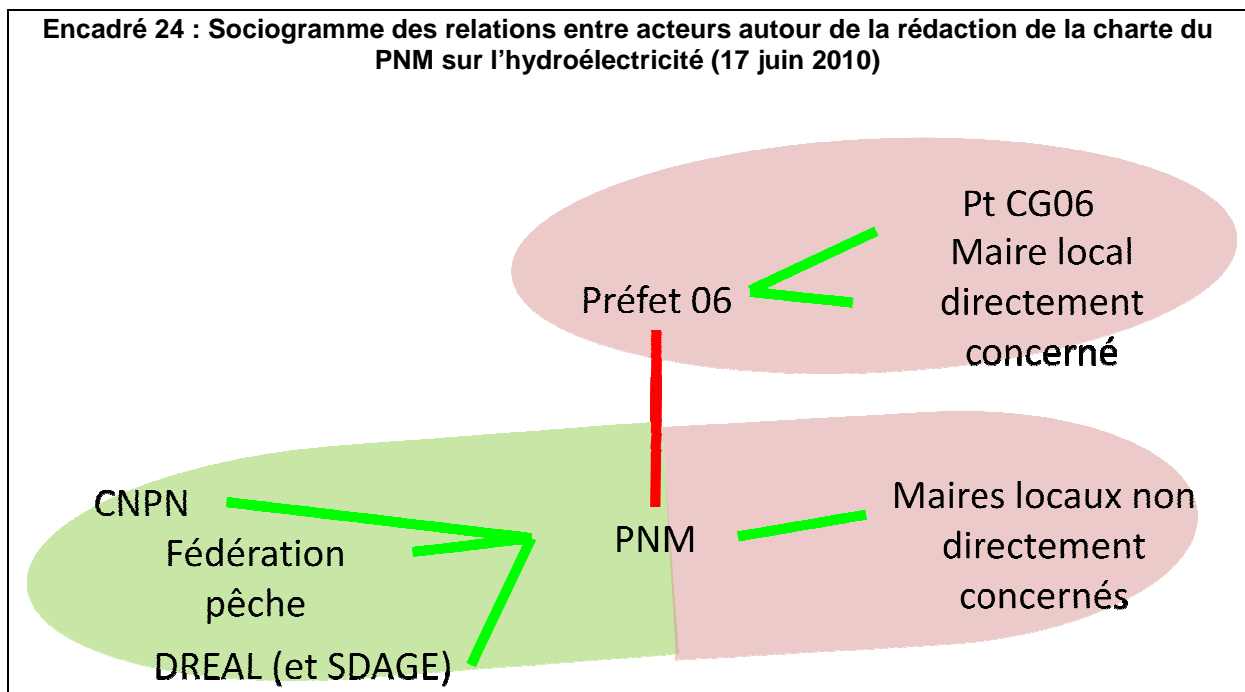 Encadré 24 : Sociogramme des relations entre acteurs autour de la rédaction de la charte du
PNM sur l’hydroélectricité (17 juin 2010)
Pt CG06
Maire local
directement
concerné
Préfet 06
CNPN
Fédération
pêche
DREAL (et SDAGE)
PNM
Maires locaux non
directement
concernés